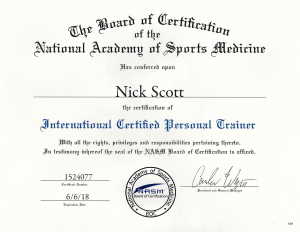 The Board of Certification
of the
National Academy of Sports Medicine
Has conferred upon
Nick Scott
the certification of
International Certified Personal Trainer
With all the rights, privileges and responsibilities pertaining thereto.
In testimony whereof the seal of the NASM Board of Certification is affixed.
1524077
Certificate Number
6/6/18
Expiration Date
National Academy of Sports Medicine
NASM
Board of Certification
President and General Manager